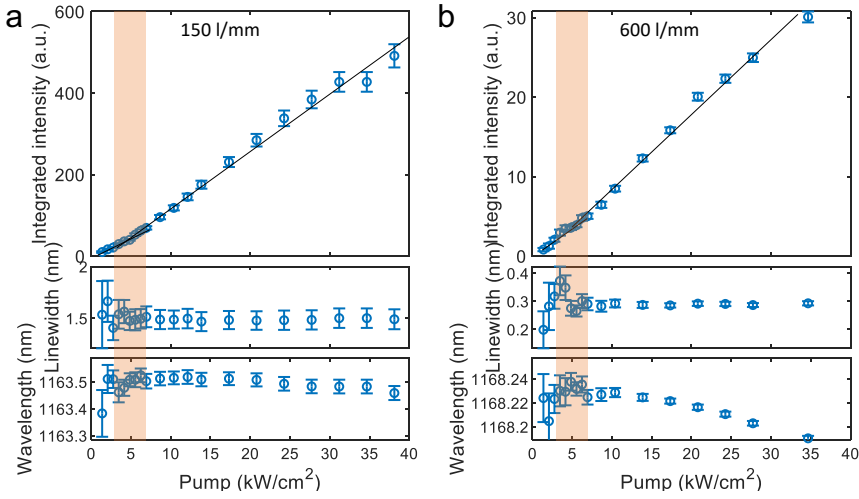 a
150 l/mm
Integrated intensity (a.u.)
600
400
200
0
Linewidth (nm)
2
1.5
Wavelength (nm)
1163.5
1163.4
1163.3
0 5 10 15 20 25 30 35 40
Pump (kW/cm²)
b
600 l/mm
Integrated intensity (a.u.)
30
20
10
0
Linewidth (nm)
0.4
0.3
0.2
Wavelength (nm)
1168.24
1168.22
1168.2
0 5 10 15 20 25 30 35 40
Pump (kW/cm²)